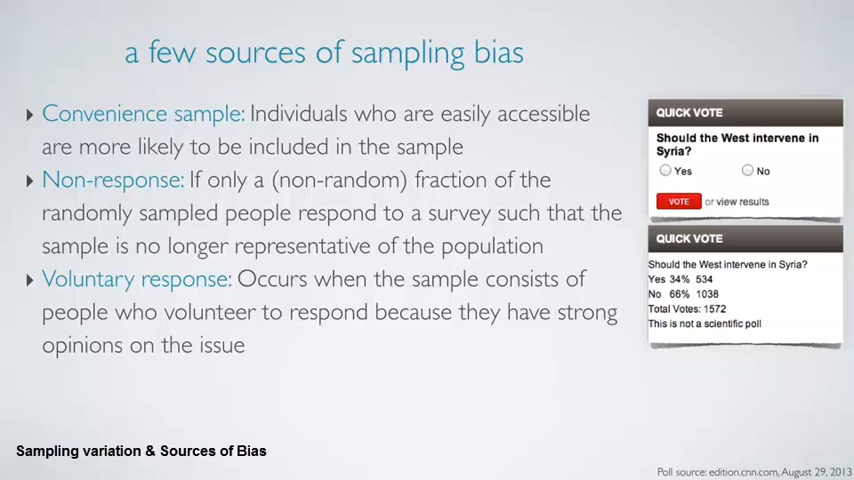 a few sources of sampling bias
Convenience sample: Individuals who are easily accessible
are more likely to be included in the sample
Non-response: If only a (non-random) fraction of the
randomly sampled people respond to a survey such that the
sample is no longer representative of the population
Voluntary response: Occurs when the sample consists of
people who volunteer to respond because they have strong
opinions on the issue
QUICK VOTE
Should the West intervene in
Syria?
Yes No
VOTE or view results
QUICK VOTE
Should the West intervene in Syria?
Yes 34% 534
No 66% 1038
Total Votes: 1572
This is not a scientific poll
Sampling variation & Sources of Bias
Poll source: edition.cnn.com, August 29, 2013